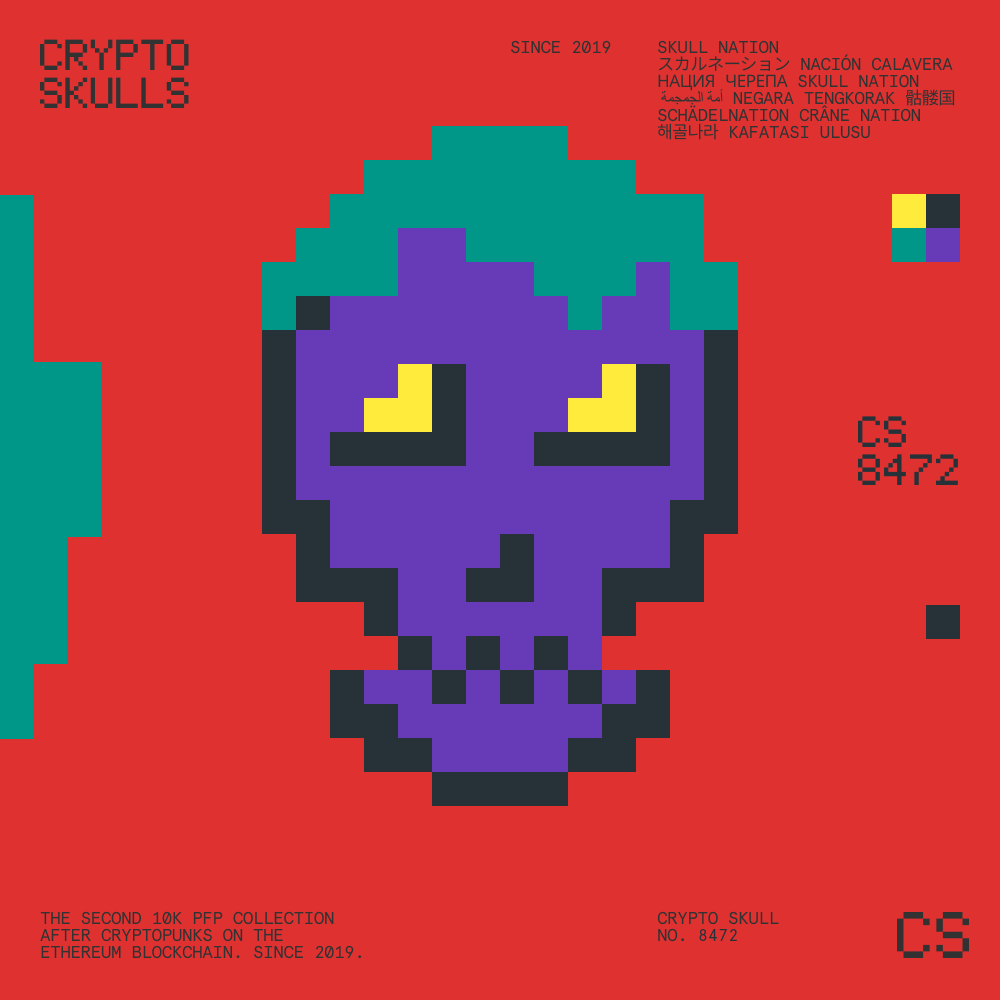 CRYPTO
SKULLS
SINCE 2019
SKULL NATION
スカルネーション NACIÓN CALAVERA
НАЦИЯ ЧЕРЕПА SKULL NATION
أمة الجمجمة NEGARA TENGKORAK 骷髅国
SCHÄDELNATION CRÂNE NATION
해골나라 KAFATASI ULUSU
CS
8472
THE SECOND 10K PFP COLLECTION
AFTER CRYPTOPUNKS ON THE
ETHEREUM BLOCKCHAIN. SINCE 2019.
CRYPTO SKULL
NO. 8472
CS